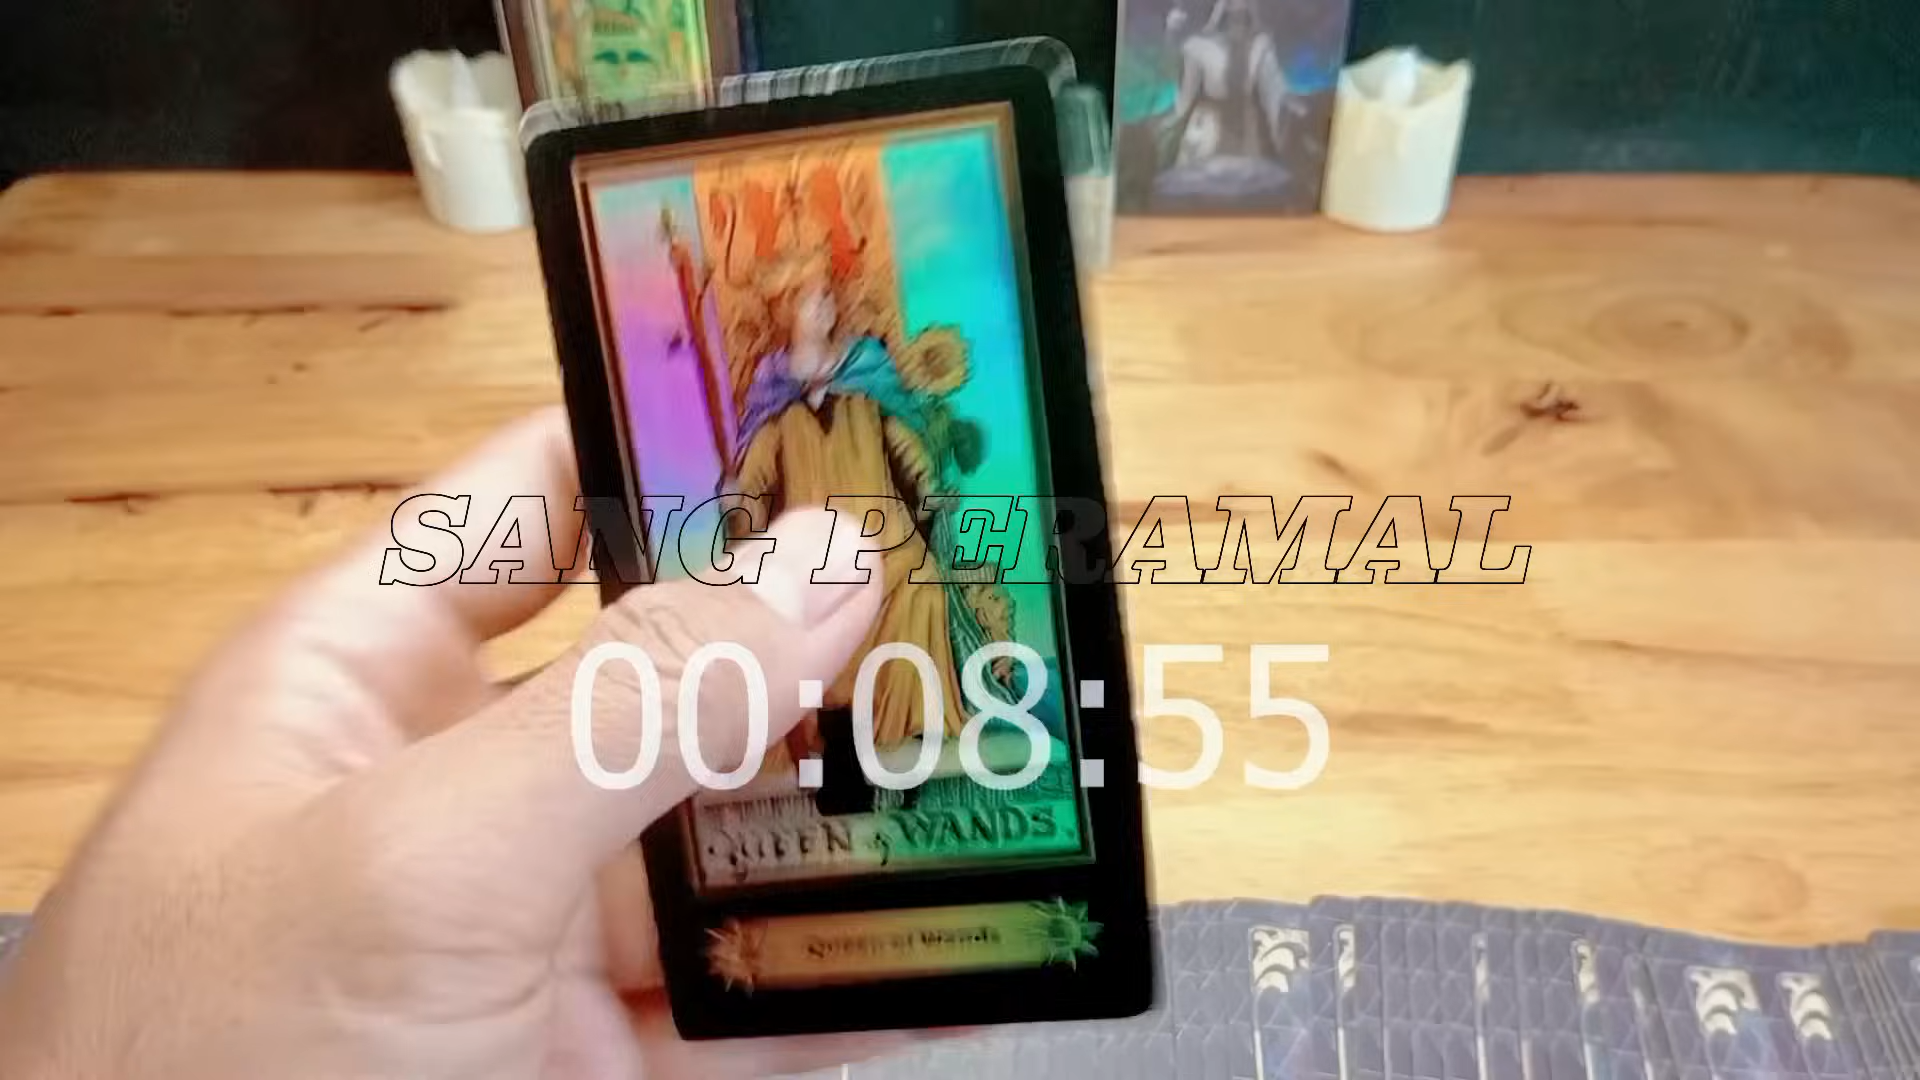 SANG PERAMAL
00:08:55
QUEEN of WANDS.
Queen of Wands